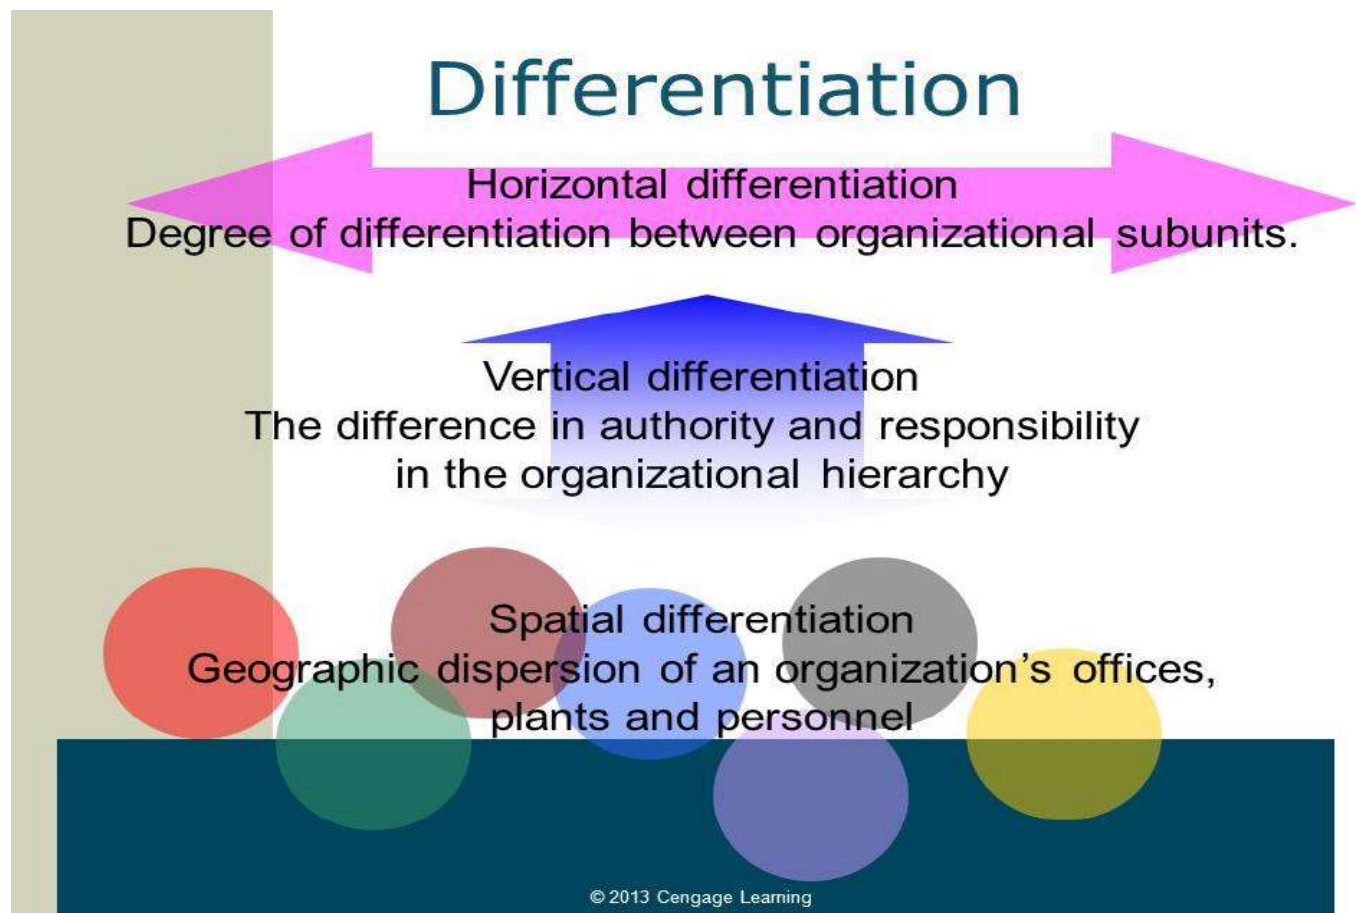 Differentiation
Horizontal differentiation
Degree of differentiation between organizational subunits.
Vertical differentiation
The difference in authority and responsibility
in the organizational hierarchy
Spatial differentiation
Geographic dispersion of an organization’s offices,
plants and personnel
© 2013 Cengage Learning